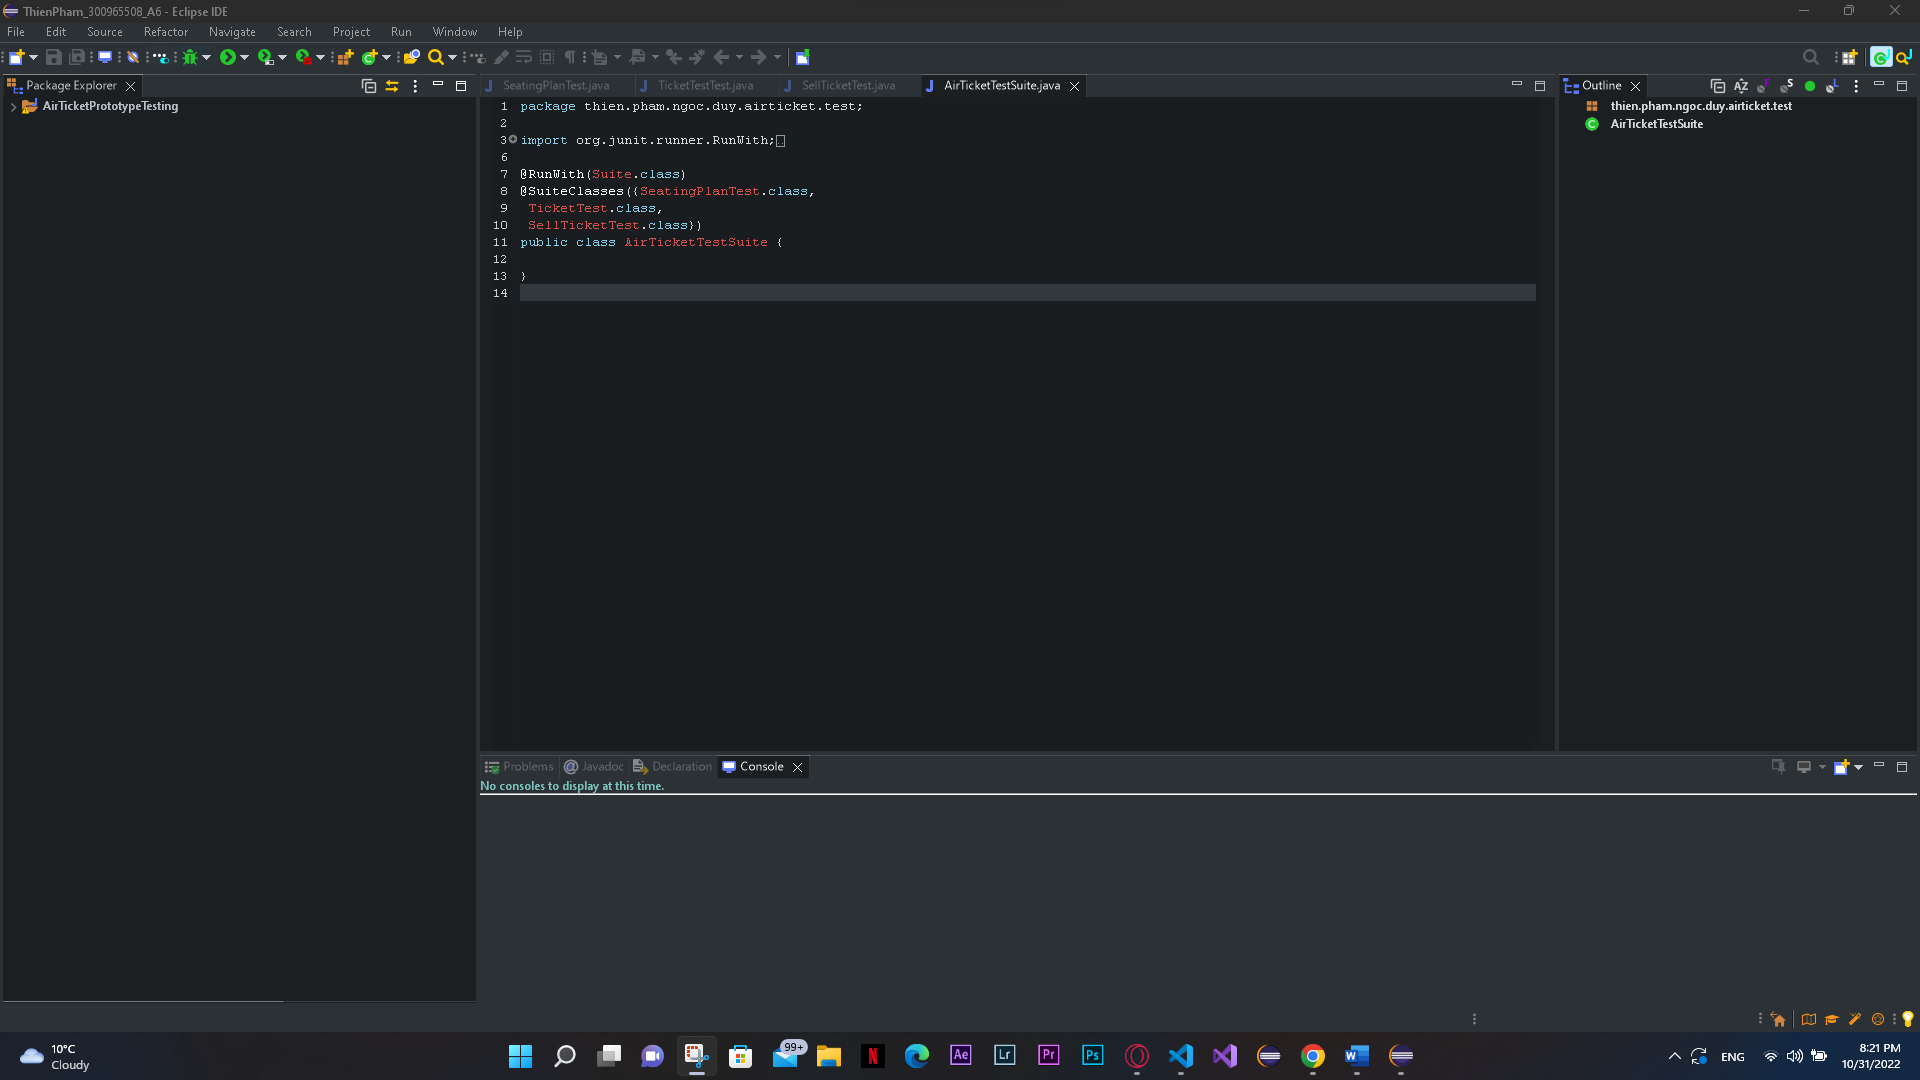 ThienPham_300965508_A6 - Eclipse IDE
File Edit Source Refactor Navigate Search Project Run Window Help
Package Explorer
AirTicketPrototypeTesting
SeatingPlanTest.java TicketTestTest.java SellTicketTest.java AirTicketTestSuite.java
1 package thien.pham.ngoc.duy.airticket.test;
2
3 import org.junit.runner.RunWith;
6
7 @RunWith(Suite.class)
8 @SuiteClasses({SeatingPlanTest.class,
9 TicketTest.class,
10 SellTicketTest.class})
11 public class AirTicketTestSuite {
12
13 }
14
Outline
thien.pham.ngoc.duy.airticket.test
AirTicketTestSuite
Problems Javadoc Declaration Console
No consoles to display at this time.
10°C
Cloudy
99+
N
Ae
Lr
Pr
Ps
ENG
8:21 PM
10/31/2022